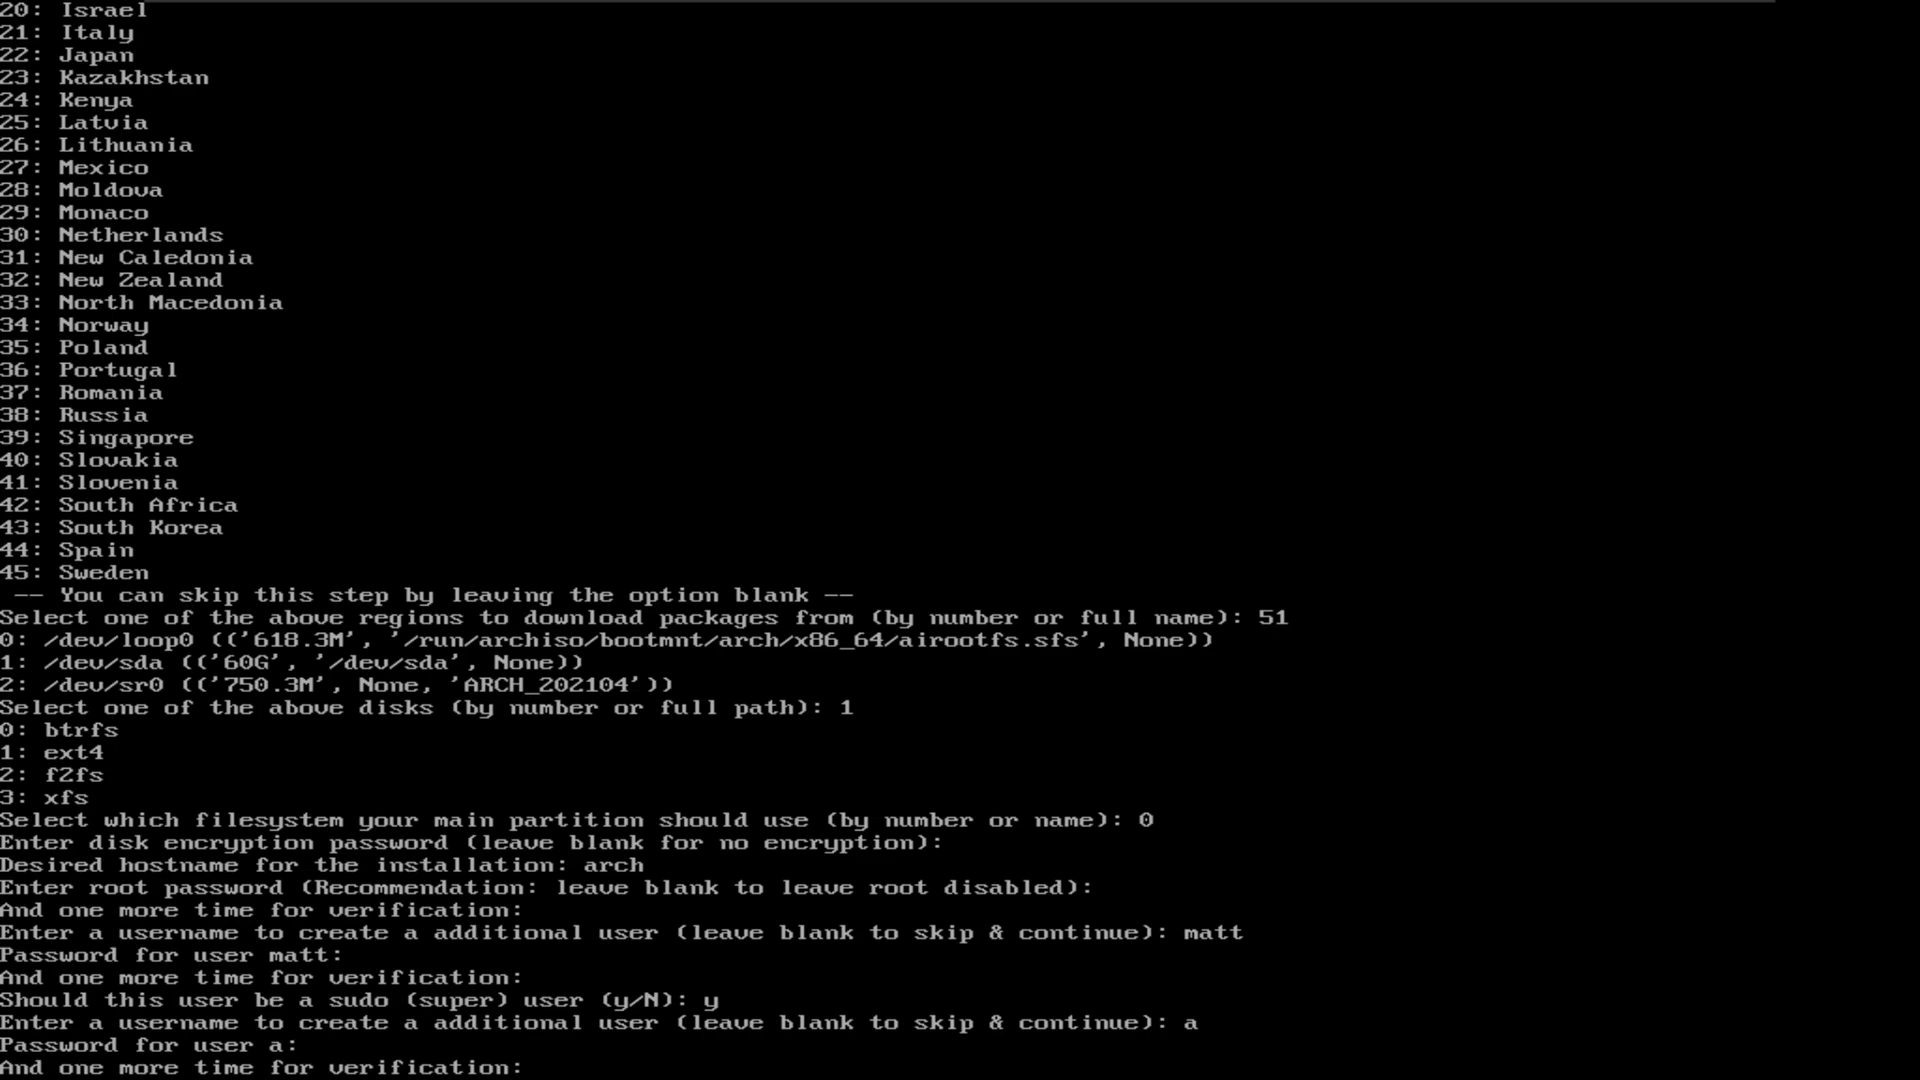 20: Israel
21: Italy
22: Japan
23: Kazakhstan
24: Kenya
25: Latvia
26: Lithuania
27: Mexico
28: Moldova
29: Monaco
30: Netherlands
31: New Caledonia
32: New Zealand
33: North Macedonia
34: Norway
35: Poland
36: Portugal
37: Romania
38: Russia
39: Singapore
40: Slovakia
41: Slovenia
42: South Africa
43: South Korea
44: Spain
45: Sweden
 -- You can skip this step by leaving the option blank --
Select one of the above regions to download packages from (by number or full name): 51
0: /dev/loop0 (('618.3M', '/run/archiso/bootmnt/arch/x86_64/airootfs.sfs', None))
1: /dev/sda (('60G', '/dev/sda', None))
2: /dev/sr0 (('750.3M', None, 'ARCH_202104'))
Select one of the above disks (by number or full path): 1
0: btrfs
1: ext4
2: f2fs
3: xfs
Select which filesystem your main partition should use (by number or name): 0
Enter disk encryption password (leave blank for no encryption):
Desired hostname for the installation: arch
Enter root password (Recommendation: leave blank to leave root disabled):
And one more time for verification:
Enter a username to create a additional user (leave blank to skip & continue): matt
Password for user matt:
And one more time for verification:
Should this user be a sudo (super) user (y/N): y
Enter a username to create a additional user (leave blank to skip & continue): a
Password for user a:
And one more time for verification: